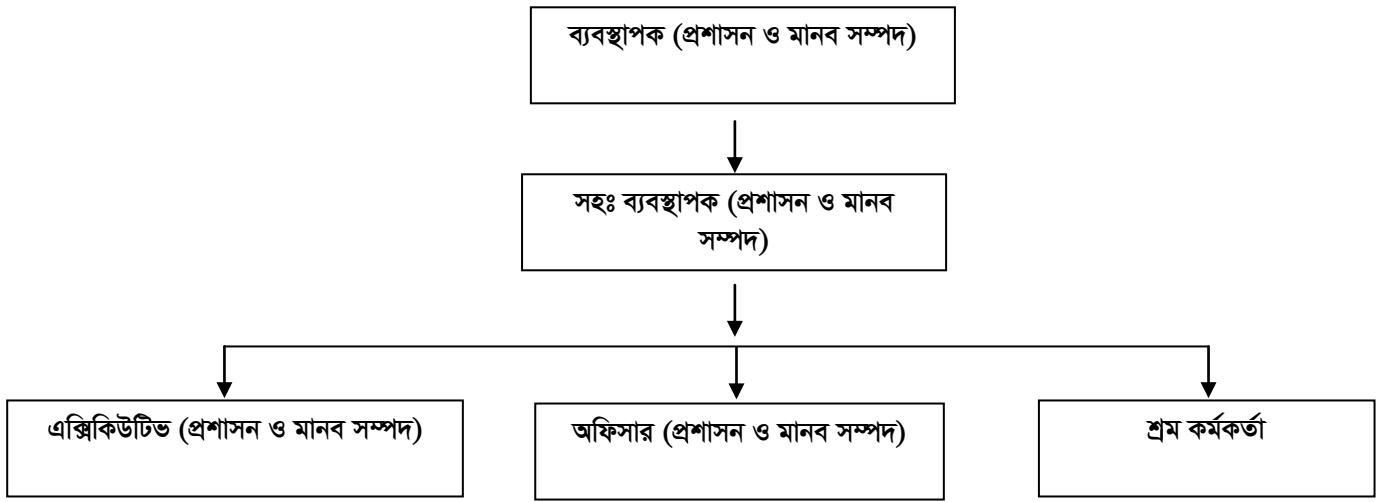 ব্যবস্থাপক (প্রশাসন ও মানব সম্পদ)
সহঃ ব্যবস্থাপক (প্রশাসন ও মানব
সম্পদ)
এক্সিকিউটিভ (প্রশাসন ও মানব সম্পদ)
অফিসার (প্রশাসন ও মানব সম্পদ)
শ্রম কর্মকর্তা